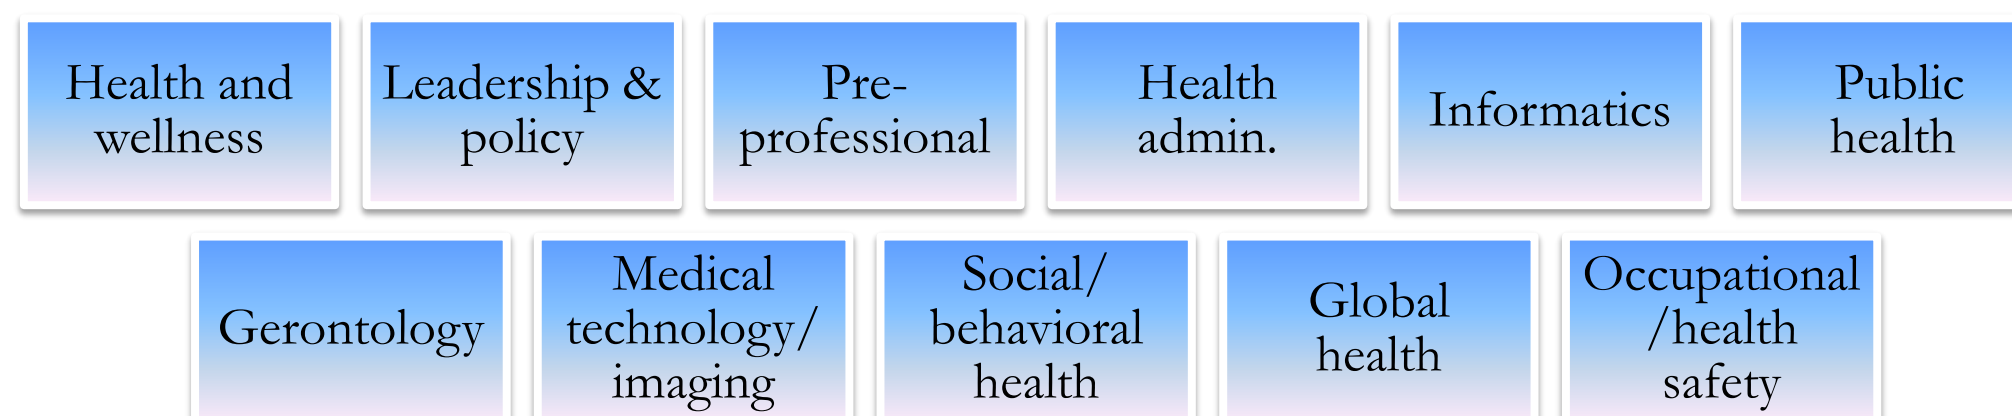 Health and
wellness
Leadership &
policy
Pre-
professional
Health
admin.
Informatics
Public
health
Gerontology
Medical
technology/
imaging
Social/
behavioral
health
Global
health
Occupational
/health
safety